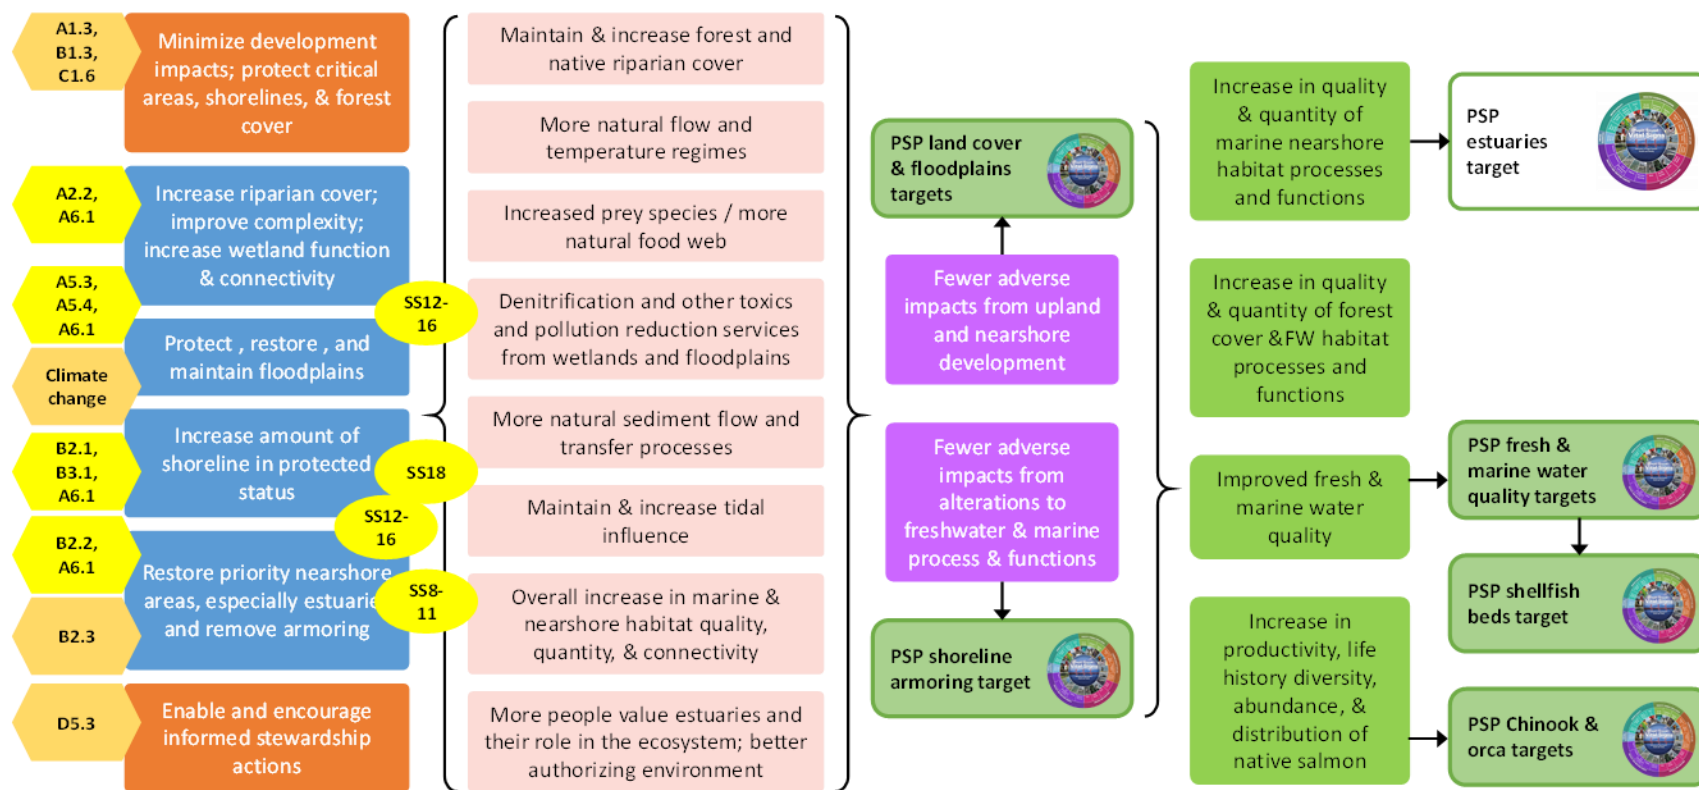 A1.3,
B1.3,
C1.6
Minimize development
impacts; protect critical
areas, shorelines, & forest
cover
A2.2,
A6.1
Increase riparian cover;
improve complexity;
increase wetland function
& connectivity
A5.3,
A5.4,
A6.1
SS12-
16
Protect , restore , and
maintain floodplains
Climate
change
Increase amount of
shoreline in protected
status
B2.1,
B3.1,
A6.1
SS18
SS12-
16
B2.2,
A6.1
Restore priority nearshore
areas, especially estuarie
and remove armoring
SS8-
11
B2.3
D5.3
Enable and encourage
informed stewardship
actions
Maintain & increase forest and
native riparian cover
More natural flow and
temperature regimes
Increased prey species / more
natural food web
Denitrification and other toxics
and pollution reduction services
from wetlands and floodplains
More natural sediment flow and
transfer processes
Maintain & increase tidal
influence
Overall increase in marine &
nearshore habitat quality,
quantity, & connectivity
More people value estuaries and
their role in the ecosystem; better
authorizing environment
PSP land cover
& floodplains
targets
Fewer adverse
impacts from upland
and nearshore
development
Fewer adverse
impacts from
alterations to
freshwater & marine
process & functions
PSP shoreline
armoring target
Increase in quality
& quantity of
marine nearshore
habitat processes
and functions
Increase in quality
& quantity of forest
cover &FW habitat
processes and
functions
Improved fresh &
marine water
quality
Increase in
productivity, life
history diversity,
abundance, &
distribution of
native salmon
PSP
estuaries
target
PSP fresh &
marine water
quality targets
PSP shellfish
beds target
PSP Chinook &
orca targets